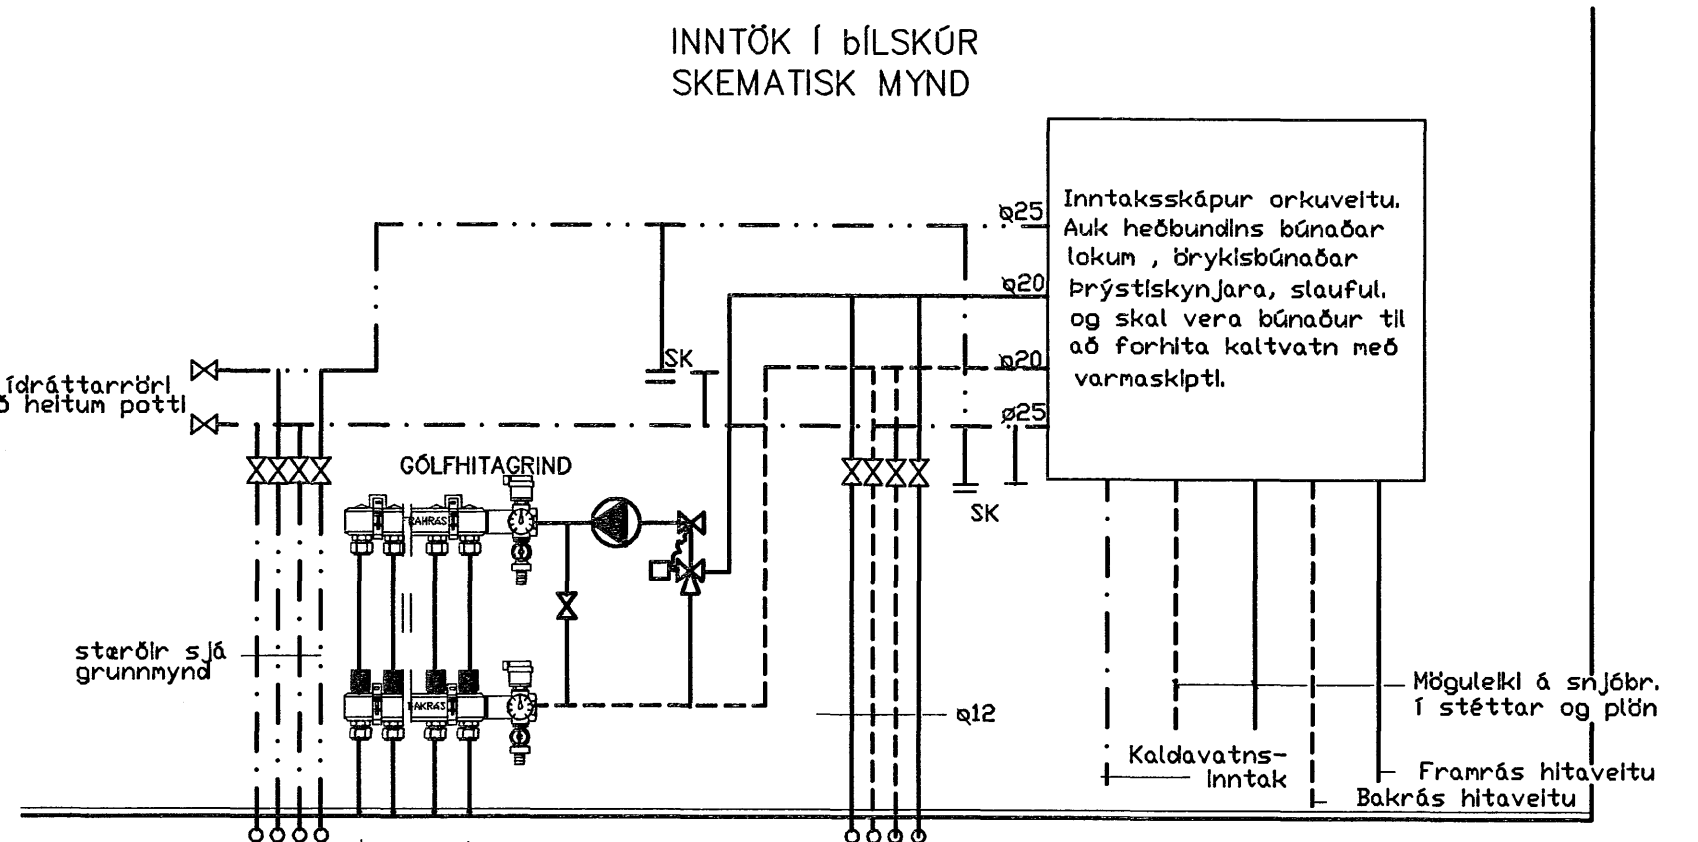 INNTÖK Í bÍLSKÚR
SKEMATISK MYND
Inntaksskápur orkuveitu.
Auk heðbundins búnaðar
lokum , örykisbúnaðar
Þrýstiskynjara, slauful.
og skal vera búnaður til
að forhita kaltvatn með
varmaskipti.
ø25
ø20
ø20
ø25
SK
SK
ídráttarröri
ð heitum potti
GÓLFHITAGRIND
FRAMRÁS
BAKRÁS
stærðir sjá
grunnmynd
ø12
Möguleiki á snjóbr.
í stéttar og plön
Kaldavatns-
inntak
Framrás hitaveitu
Bakrás hitaveitu